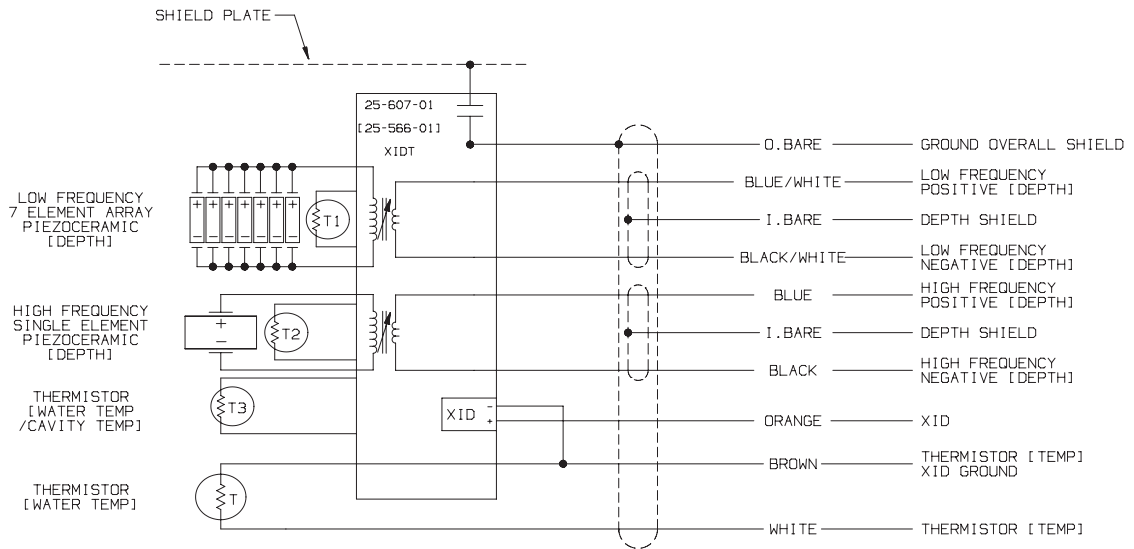 SHIELD PLATE
25-607-01
[25-566-01]
XIDT
O.BARE
GROUND OVERALL SHIELD
LOW FREQUENCY
7 ELEMENT ARRAY
PIEZOCERAMIC
[DEPTH]
+ + + + + + +
- - - - - - -
T1
BLUE/WHITE
LOW FREQUENCY
POSITIVE [DEPTH]
I.BARE
DEPTH SHIELD
BLACK/WHITE
LOW FREQUENCY
NEGATIVE [DEPTH]
HIGH FREQUENCY
SINGLE ELEMENT
PIEZOCERAMIC
[DEPTH]
+
-
T2
BLUE
HIGH FREQUENCY
POSITIVE [DEPTH]
I.BARE
DEPTH SHIELD
BLACK
HIGH FREQUENCY
NEGATIVE [DEPTH]
THERMISTOR
[WATER TEMP
/CAVITY TEMP]
T3
XID
-
+
ORANGE
XID
BROWN
THERMISTOR [TEMP]
XID GROUND
THERMISTOR
[WATER TEMP]
T
WHITE
THERMISTOR [TEMP]